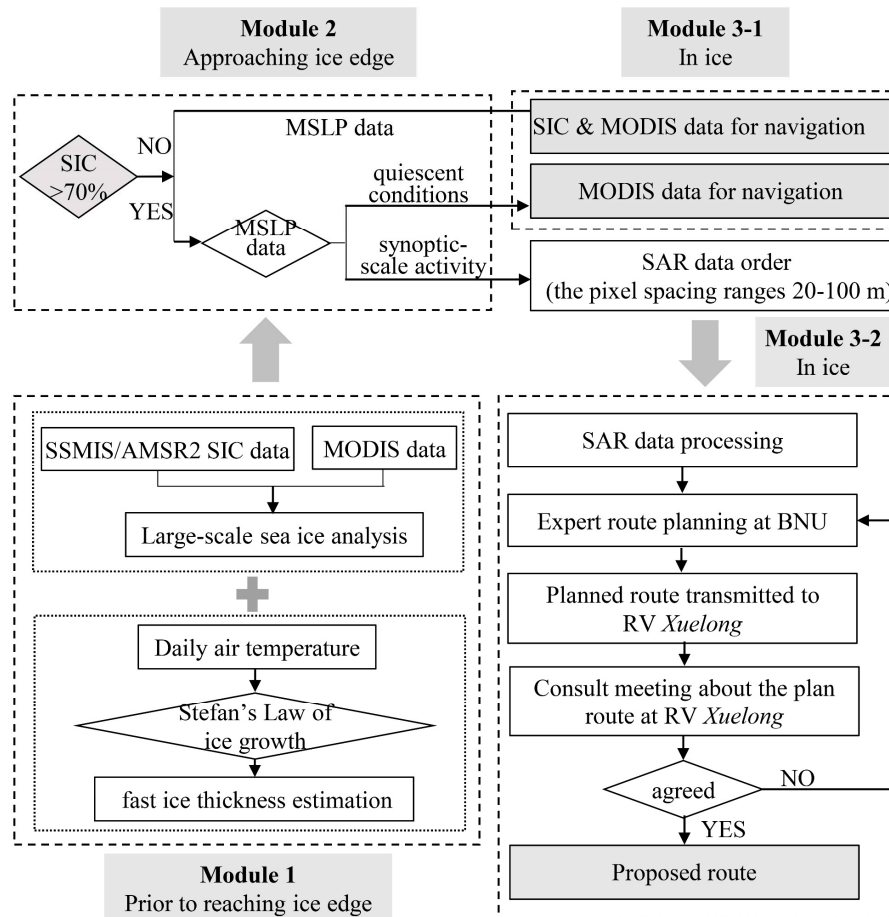 Module 2
Approaching ice edge
Module 3-1
In ice
SIC
>70%
NO
YES
MSLP data
MSLP
data
quiescent
conditions
synoptic-
scale activity
SIC & MODIS data for navigation
MODIS data for navigation
SAR data order
(the pixel spacing ranges 20-100 m)
Module 3-2
In ice
SSMIS/AMSR2 SIC data
MODIS data
Large-scale sea ice analysis
Daily air temperature
Stefan's Law of
ice growth
fast ice thickness estimation
Module 1
Prior to reaching ice edge
SAR data processing
Expert route planning at BNU
Planned route transmitted to
RV Xuelong
Consult meeting about the plan
route at RV Xuelong
agreed
NO
YES
Proposed route